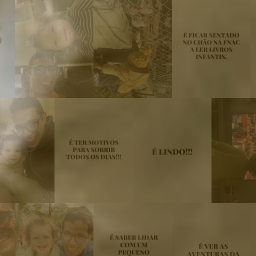 É FICAR SENTADO
NO CHÃO NA FNAC
A LER LIVROS
INFANTIS.
É TER MOTIVOS
PARA SORRIR
TODOS OS DIAS!!!
É LINDO!!!
É SABER LIDAR
COM UM
PEQUENO
É VER AS
AVENTURAS DA